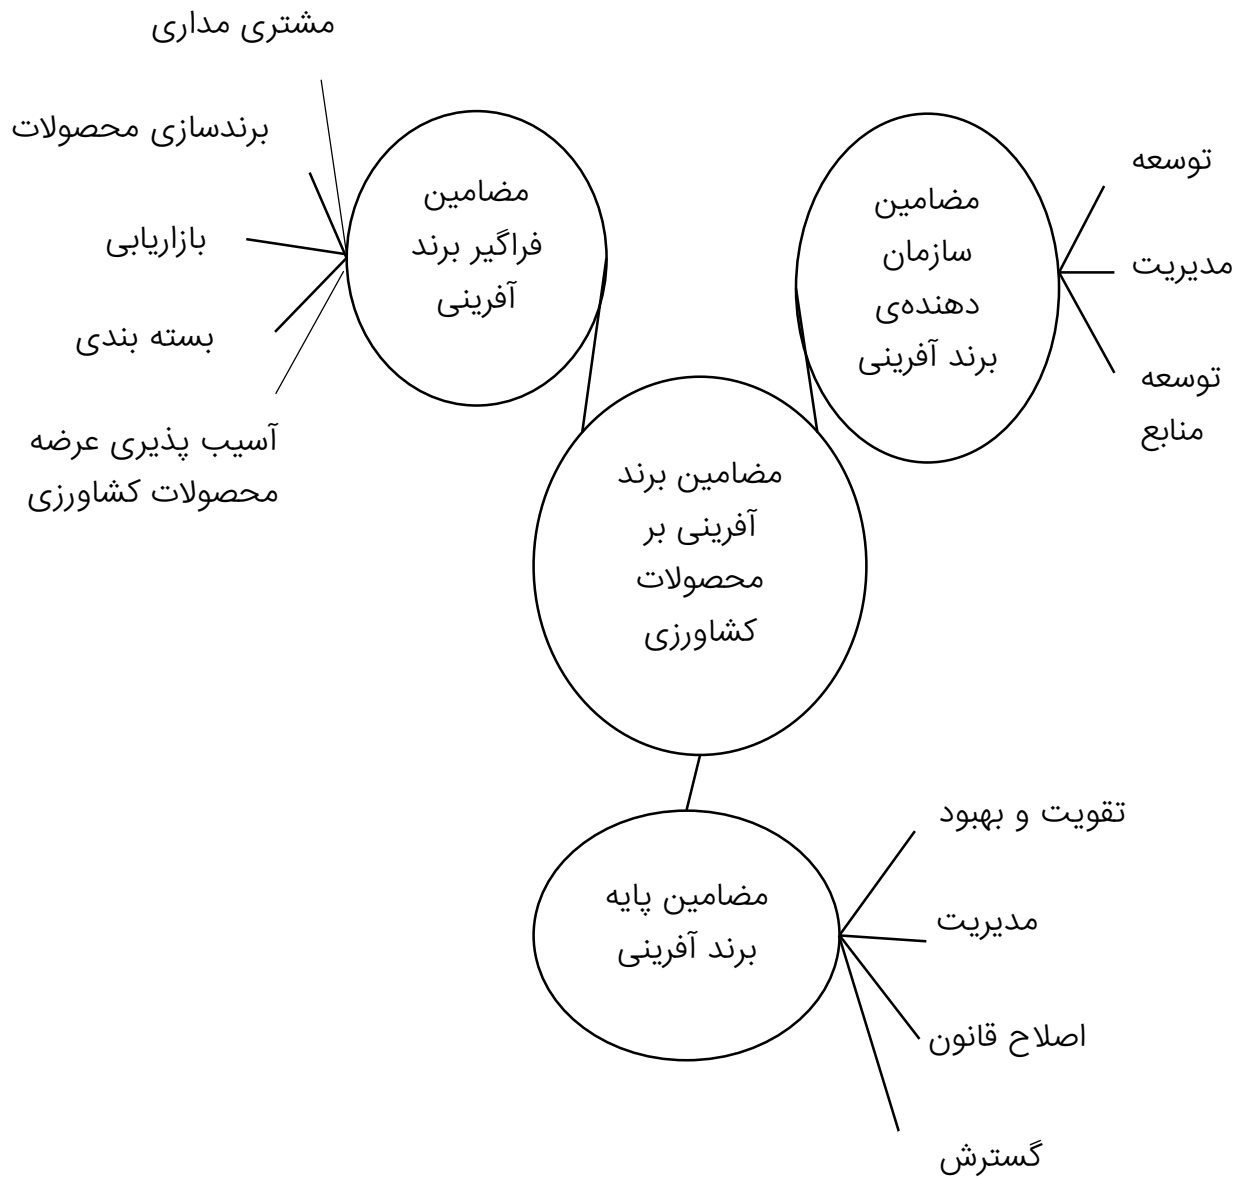 مشتری مداری
برندسازی محصولات
بازاریابی
بسته بندی
آسیب پذیری عرضه
محصولات کشاورزی
مضامین
فراگیر برند
آفرینی
مضامین
سازمان
دهنده‌ی
برند آفرینی
توسعه
مدیریت
توسعه
منابع
مضامین برند
آفرینی بر
محصولات
کشاورزی
مضامین پایه
برند آفرینی
تقویت و بهبود
مدیریت
اصلاح قانون
گسترش